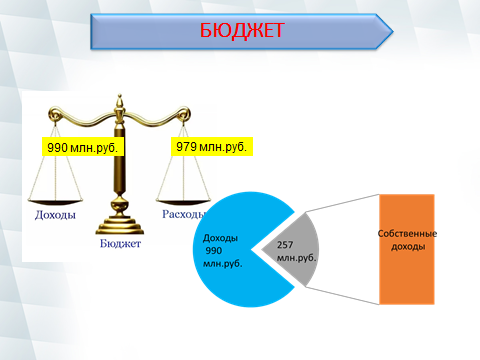 БЮДЖЕТ
990 млн.руб.
979 млн.руб.
Доходы
Расходы
Бюджет
Доходы
990
млн.руб.
257
млн.руб.
Собственные
доходы